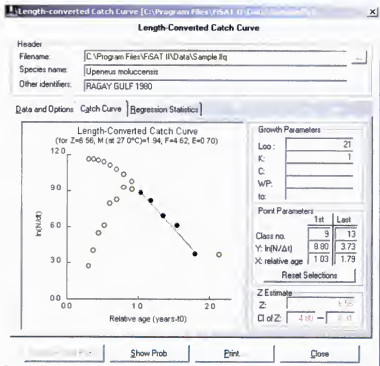 Length-converted Catch Curve [C:\Program Files\FiSAT II\Data\
Length-Converted Catch Curve
Header
Filename: C:\Program Files\FiSAT II\Data\Sample.lfq ...
Species name: Upeneus moluccensis
Other identifiers: RAGAY GULF 1980
Data and Options Catch Curve Regression Statistics
Length-Converted Catch Curve
(for Z=6.56, M (at 27.0°C)=1.94, F=4.62, E=0.70)
12.0
9.0
6.0
3.0
0.0
ln(N/dt)
0.0 1.0 2.0
Relative age (years-t0)
Growth Parameters
Loo : 21
K: 1
C:
WP:
to:
Point Parameters
1st Last
Class no. 9 13
Y: ln(N/Δt) 8.80 3.73
X: relative age 1.03 1.79
Reset Selections
Z Estimate
Z: 6.56
CI of Z: –
Show Prob Print Close